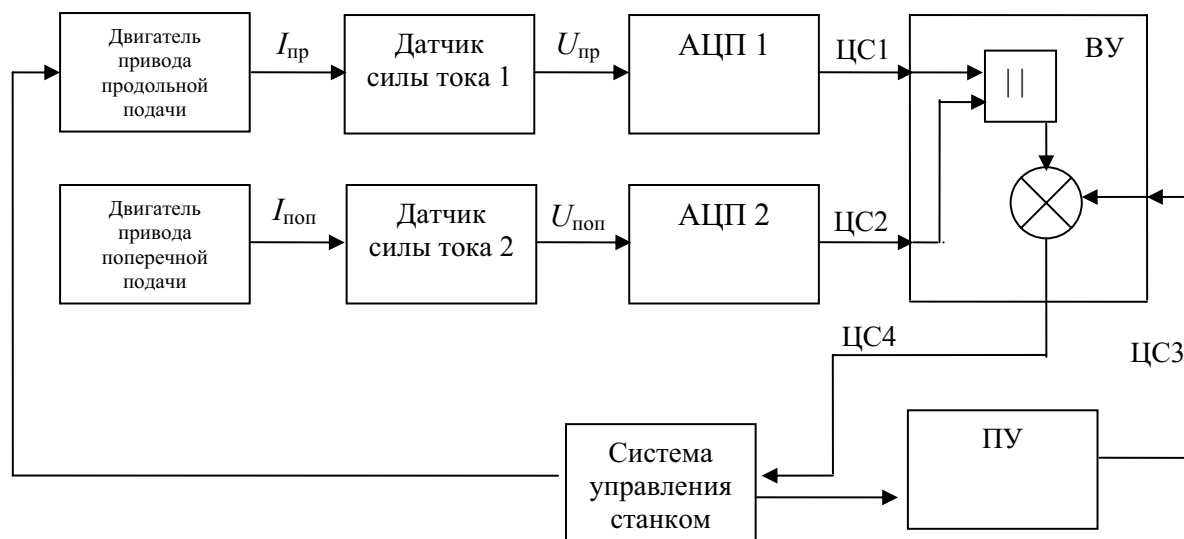 Двигатель
привода
продольной
подачи
Iпр
Датчик
силы тока 1
Uпр
АЦП 1
ЦС1
| |
ВУ
Двигатель
привода
поперечной
подачи
Iпоп
Датчик
силы тока 2
Uпоп
АЦП 2
ЦС2
ЦС4
ЦС3
Система
управления
станком
ПУ